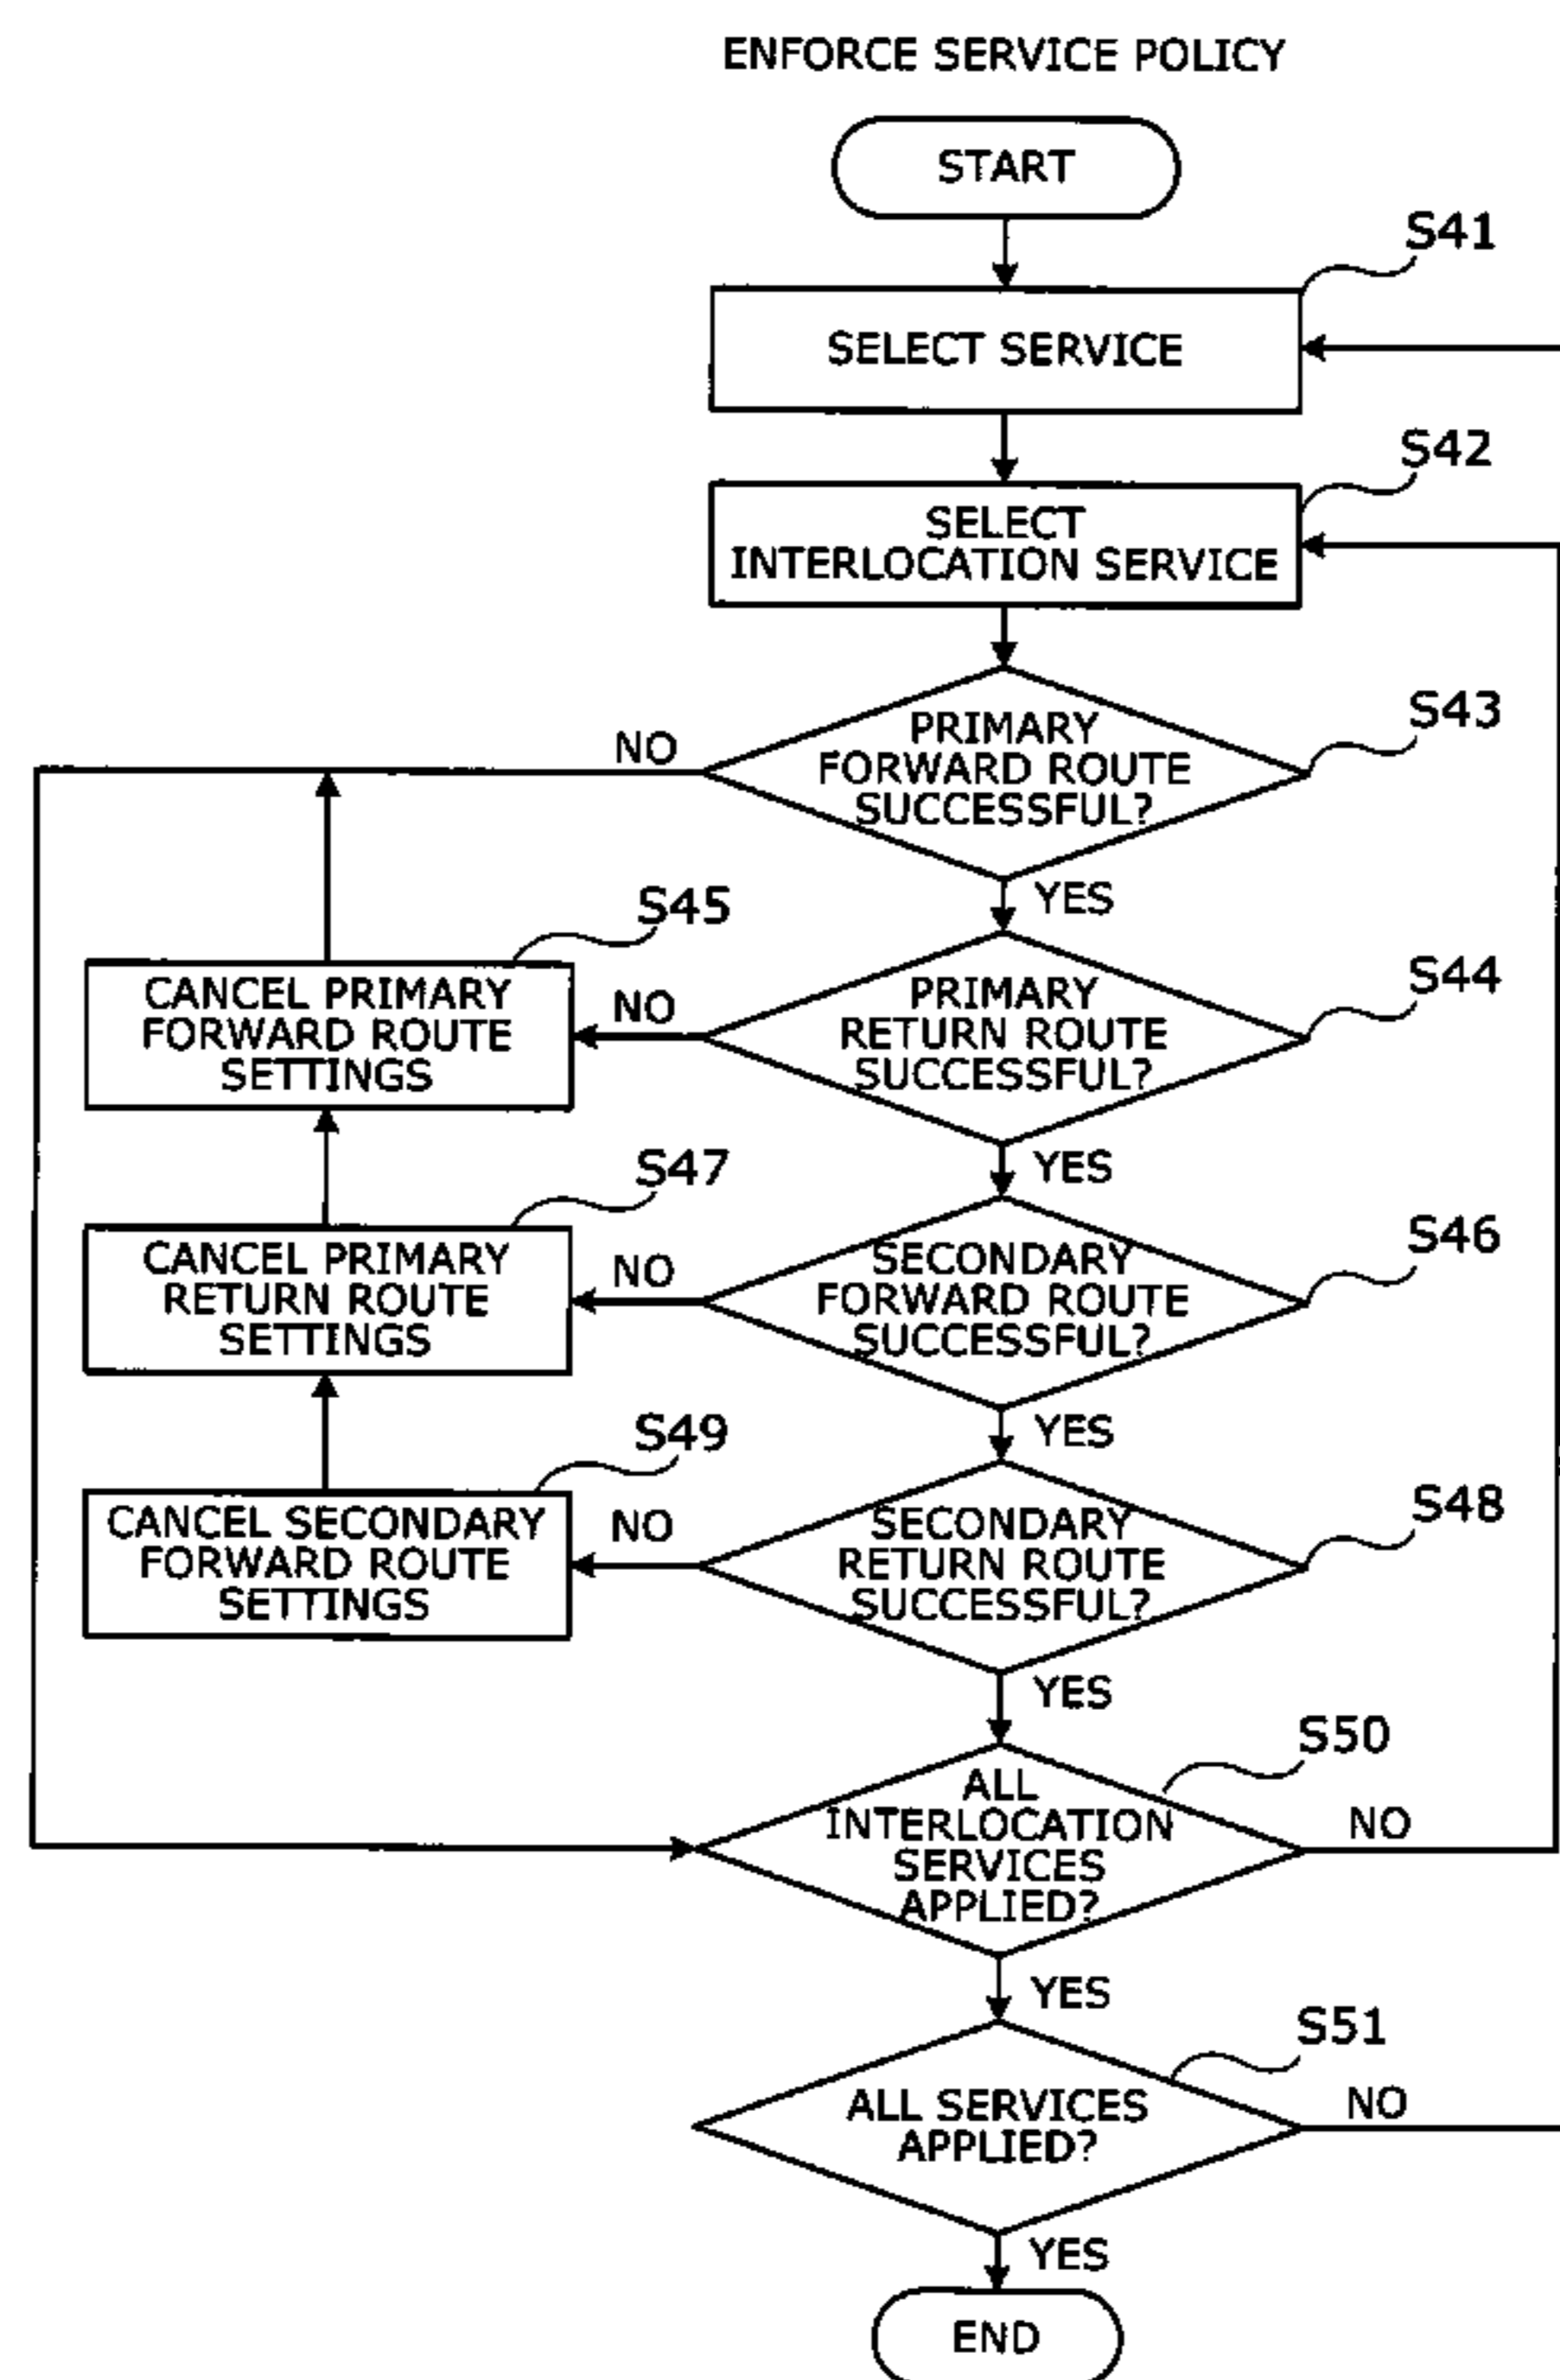 ENFORCE SERVICE POLICY
START
S41
SELECT SERVICE
S42
SELECT
INTERLOCATION SERVICE
S43
PRIMARY
FORWARD ROUTE
SUCCESSFUL?
NO
YES
S45
CANCEL PRIMARY
FORWARD ROUTE
SETTINGS
NO
S44
PRIMARY
RETURN ROUTE
SUCCESSFUL?
YES
S47
CANCEL PRIMARY
RETURN ROUTE
SETTINGS
NO
S46
SECONDARY
FORWARD ROUTE
SUCCESSFUL?
YES
S49
CANCEL SECONDARY
FORWARD ROUTE
SETTINGS
NO
S48
SECONDARY
RETURN ROUTE
SUCCESSFUL?
YES
S50
ALL
INTERLOCATION
SERVICES
APPLIED?
NO
YES
S51
ALL SERVICES
APPLIED?
NO
YES
END